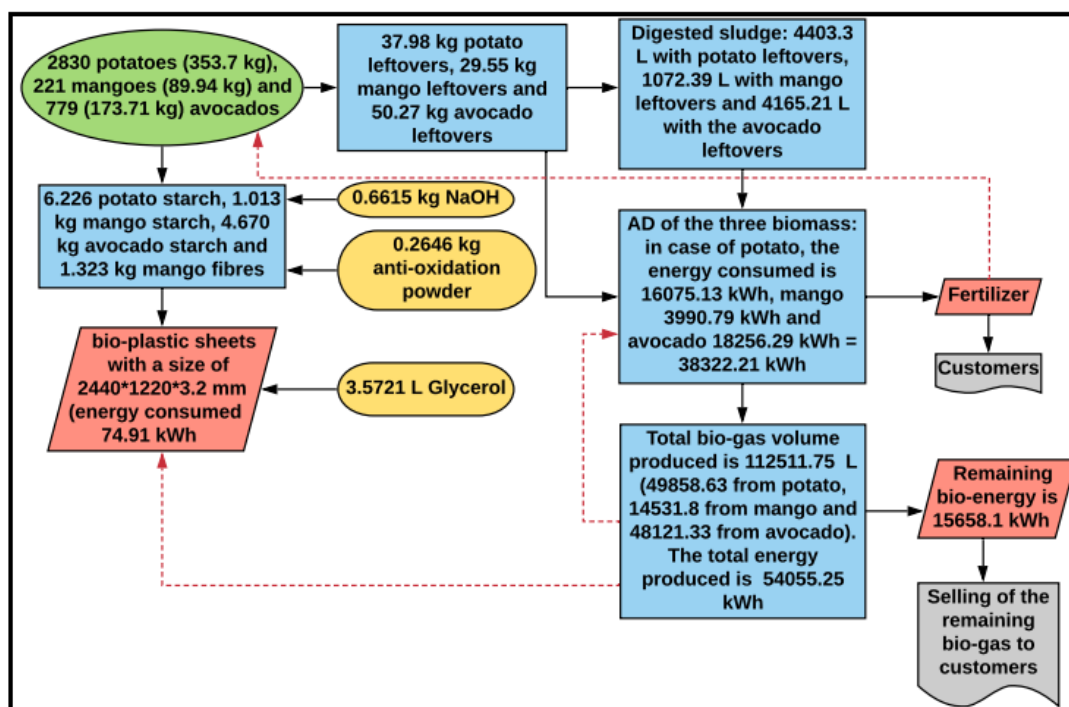 2830 potatoes (353.7 kg),
221 mangoes (89.94 kg) and
779 (173.71 kg) avocados
37.98 kg potato
leftovers, 29.55 kg
mango leftovers and
50.27 kg avocado
leftovers
Digested sludge: 4403.3
L with potato leftovers,
1072.39 L with mango
leftovers and 4165.21 L
with the avocado
leftovers
6.226 potato starch, 1.013
kg mango starch, 4.670
kg avocado starch and
1.323 kg mango fibres
0.6615 kg NaOH
0.2646 kg
anti-oxidation
powder
AD of the three biomass:
in case of potato, the
energy consumed is
16075.13 kWh, mango
3990.79 kWh and
avocado 18256.29 kWh =
38322.21 kWh
Fertilizer
Customers
bio-plastic sheets
with a size of
2440*1220*3.2 mm
(energy consumed
74.91 kWh
3.5721 L Glycerol
Total bio-gas volume
produced is 112511.75 L
(49858.63 from potato,
14531.8 from mango and
48121.33 from avocado).
The total energy
produced is 54055.25
kWh
Remaining
bio-energy is
15658.1 kWh
Selling of the
remaining
bio-gas to
customers